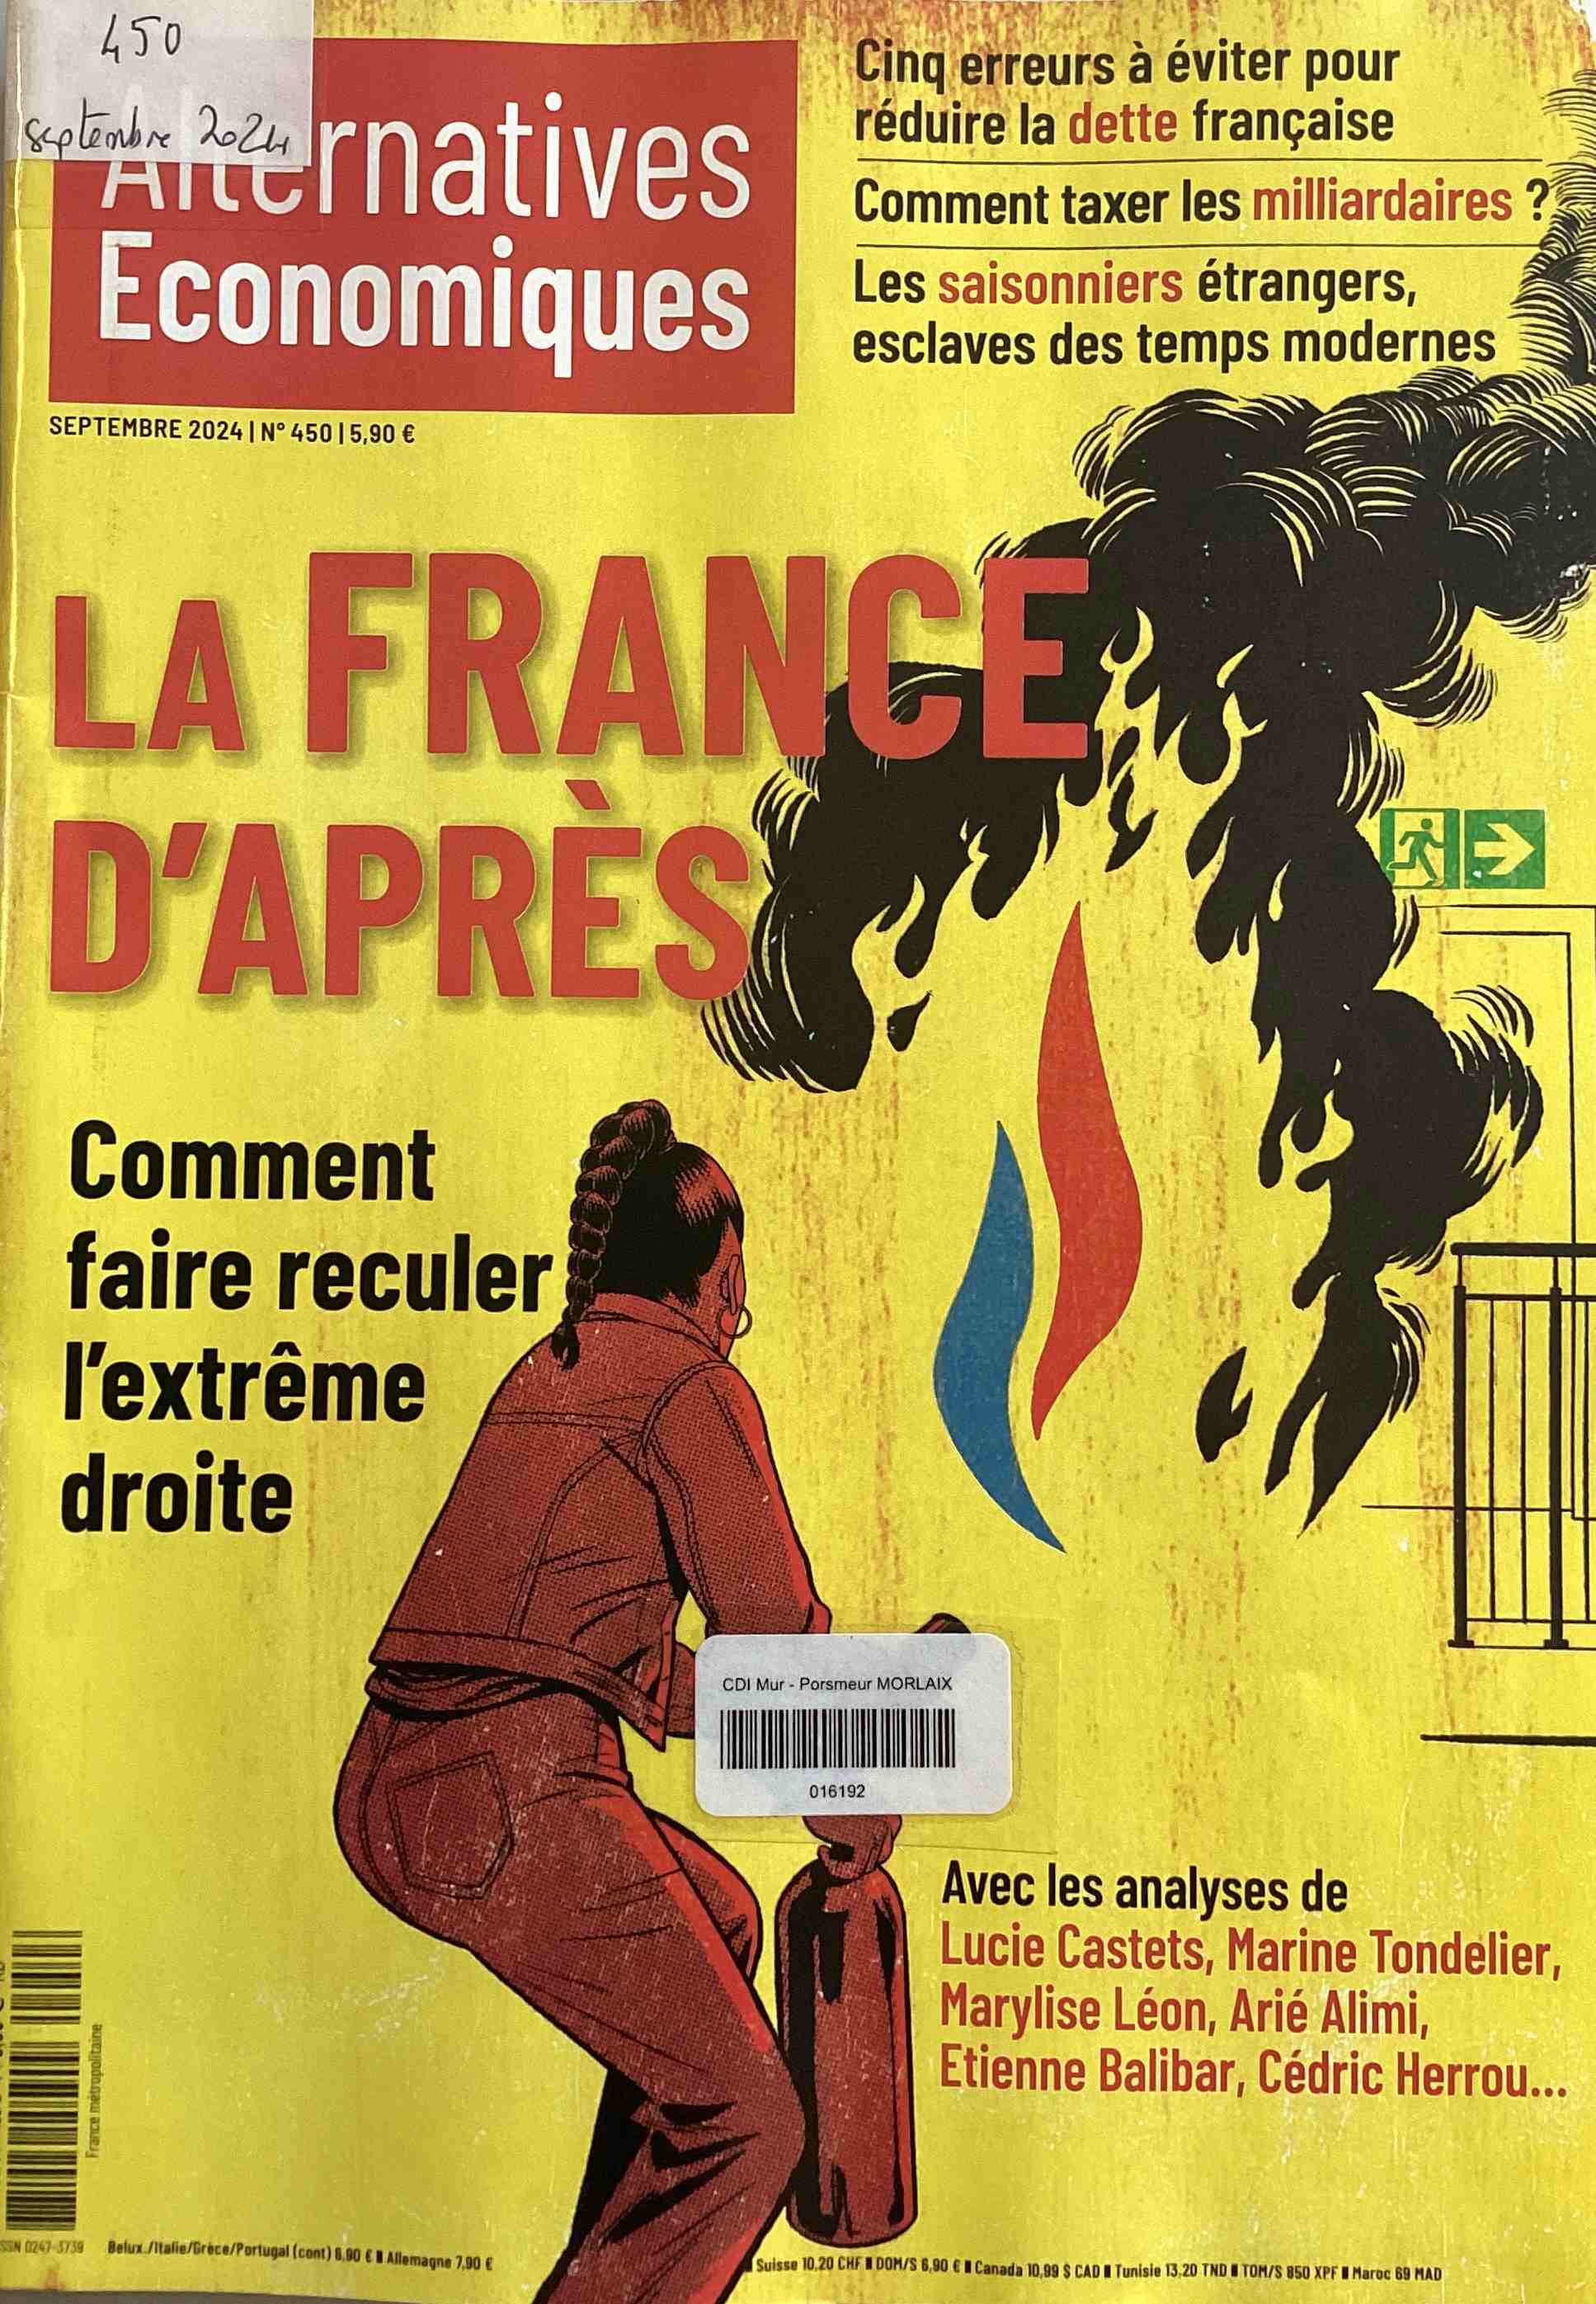 450
septembre 2024
Alternatives
Economiques
SEPTEMBRE 2024 | N° 450 | 5,90 €
Cinq erreurs à éviter pour
réduire la dette française
Comment taxer les milliardaires ?
Les saisonniers étrangers,
esclaves des temps modernes
LA FRANCE
D'APRÈS
Comment
faire reculer
l'extrême
droite
CDI Mur - Porsmeur MORLAIX
016192
Avec les analyses de
Lucie Castets, Marine Tondelier,
Marylise Léon, Arié Alimi,
Etienne Balibar, Cédric Herrou...
France métropolitaine
SSN 0247-3739
Belux./Italie/Grèce/Portugal (cont) 6,90 € ∎ Allemagne 7,90 €
Suisse 10,20 CHF ∎ DOM/S 6,90 € ∎ Canada 10,99 $ CAD ∎ Tunisie 13,20 TND ∎ TOM/S 850 XPF ∎ Maroc 69 MAD